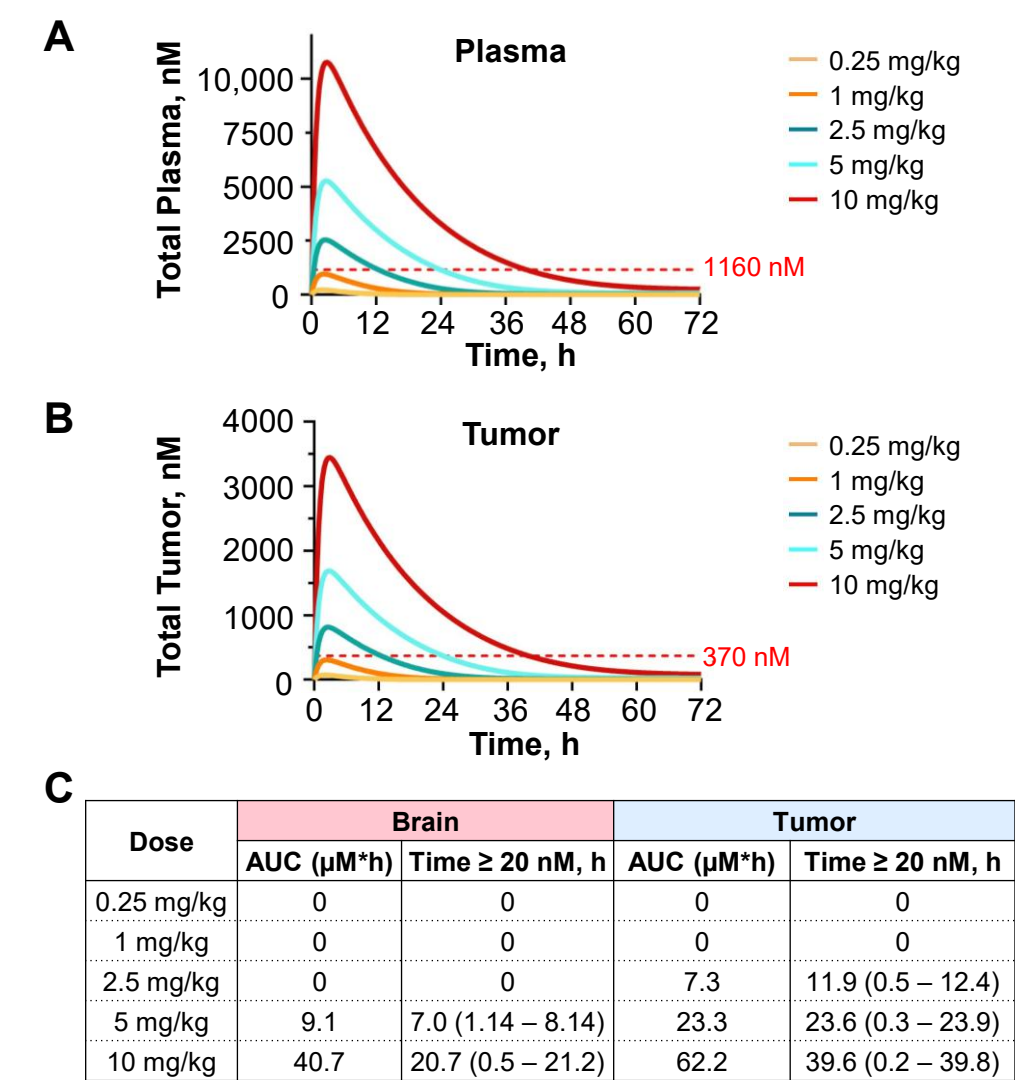 A
Plasma
Total Plasma, nM
10,000
7500
5000
2500
0
1160 nM
0 12 24 36 48 60 72
Time, h
0.25 mg/kg
1 mg/kg
2.5 mg/kg
5 mg/kg
10 mg/kg
B
Tumor
Total Tumor, nM
4000
3000
2000
1000
0
370 nM
0 12 24 36 48 60 72
Time, h
0.25 mg/kg
1 mg/kg
2.5 mg/kg
5 mg/kg
10 mg/kg
C
Dose Brain Tumor
AUC (µM*h) Time ≥ 20 nM, h AUC (µM*h) Time ≥ 20 nM, h
0.25 mg/kg 0 0 0 0
1 mg/kg 0 0 0 0
2.5 mg/kg 0 0 7.3 11.9 (0.5 – 12.4)
5 mg/kg 9.1 7.0 (1.14 – 8.14) 23.3 23.6 (0.3 – 23.9)
10 mg/kg 40.7 20.7 (0.5 – 21.2) 62.2 39.6 (0.2 – 39.8)